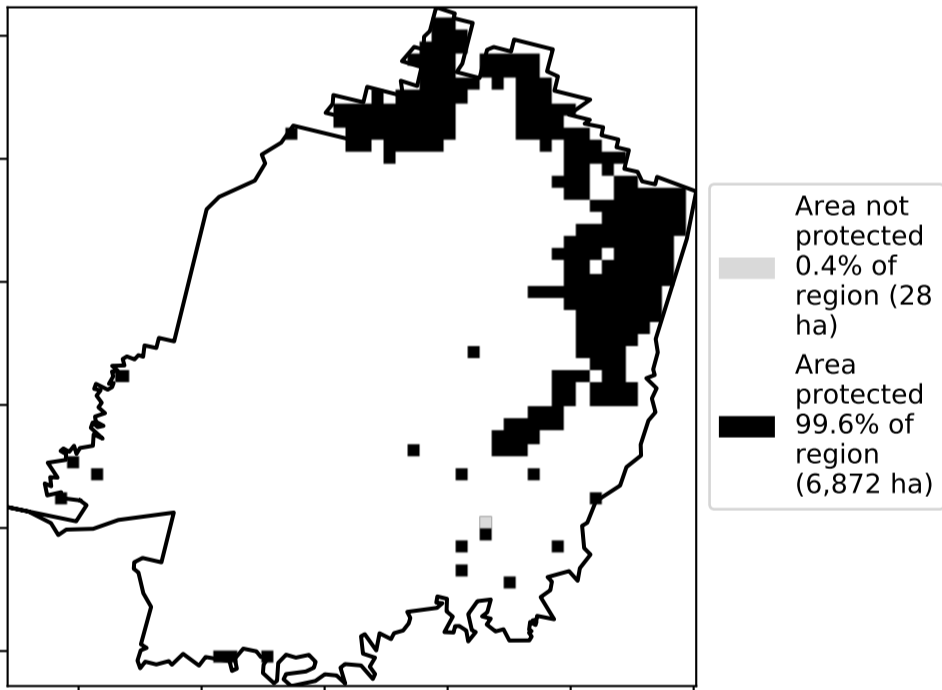 Area not
protected
0.4% of
region (28
ha)
Area
protected
99.6% of
region
(6,872 ha)